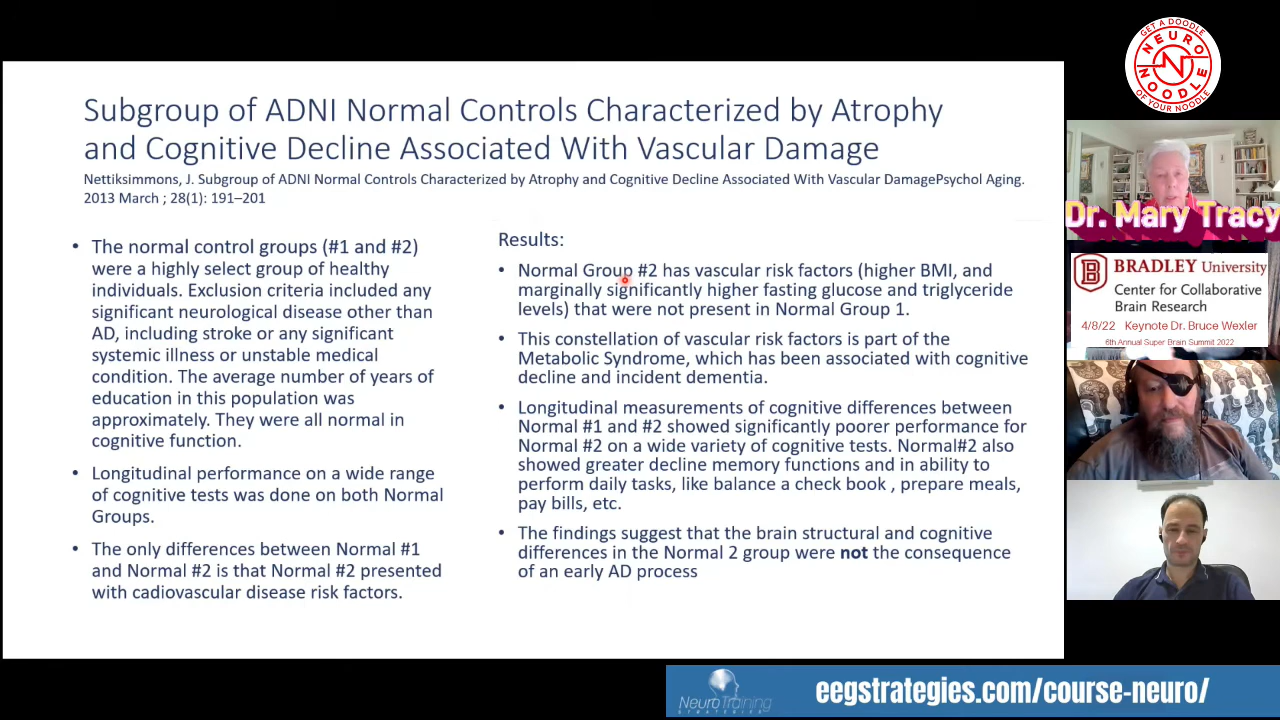 Subgroup of ADNI Normal Controls Characterized by Atrophy
and Cognitive Decline Associated With Vascular Damage
Nettiksimmons, J. Subgroup of ADNI Normal Controls Characterized by Atrophy and Cognitive Decline Associated With Vascular DamagePsychol Aging.
2013 March ; 28(1): 191–201
• The normal control groups (#1 and #2)
were a highly select group of healthy
individuals. Exclusion criteria included any
significant neurological disease other than
AD, including stroke or any significant
systemic illness or unstable medical
condition. The average number of years of
education in this population was
approximately. They were all normal in
cognitive function.
• Longitudinal performance on a wide range
of cognitive tests was done on both Normal
Groups.
• The only differences between Normal #1
and Normal #2 is that Normal #2 presented
with cadiovascular disease risk factors.
Results:
• Normal Group #2 has vascular risk factors (higher BMI, and
marginally significantly higher fasting glucose and triglyceride
levels) that were not present in Normal Group 1.
• This constellation of vascular risk factors is part of the
Metabolic Syndrome, which has been associated with cognitive
decline and incident dementia.
• Longitudinal measurements of cognitive differences between
Normal #1 and #2 showed significantly poorer performance for
Normal #2 on a wide variety of cognitive tests. Normal#2 also
showed greater decline memory functions and in ability to
perform daily tasks, like balance a check book , prepare meals,
pay bills, etc.
• The findings suggest that the brain structural and cognitive
differences in the Normal 2 group were not the consequence
of an early AD process
GET A DOODLE
NEURO
N
NOODLE
OF YOUR NOODLE
Dr. Mary Tracy
B
BRADLEY University
Center for Collaborative
Brain Research
4/8/22 Keynote Dr. Bruce Wexler
6th Annual Super Brain Summit 2022
NeuroTraining
STRATEGIES
eegstrategies.com/course-neuro/